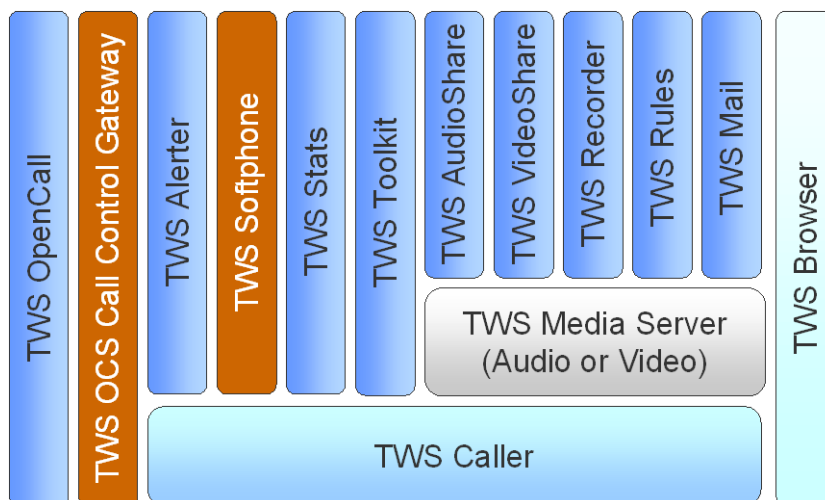 TWS OpenCall
TWS OCS Call Control Gateway
TWS Alerter
TWS Softphone
TWS Stats
TWS Toolkit
TWS AudioShare
TWS VideoShare
TWS Recorder
TWS Rules
TWS Mail
TWS Browser
TWS Media Server
(Audio or Video)
TWS Caller